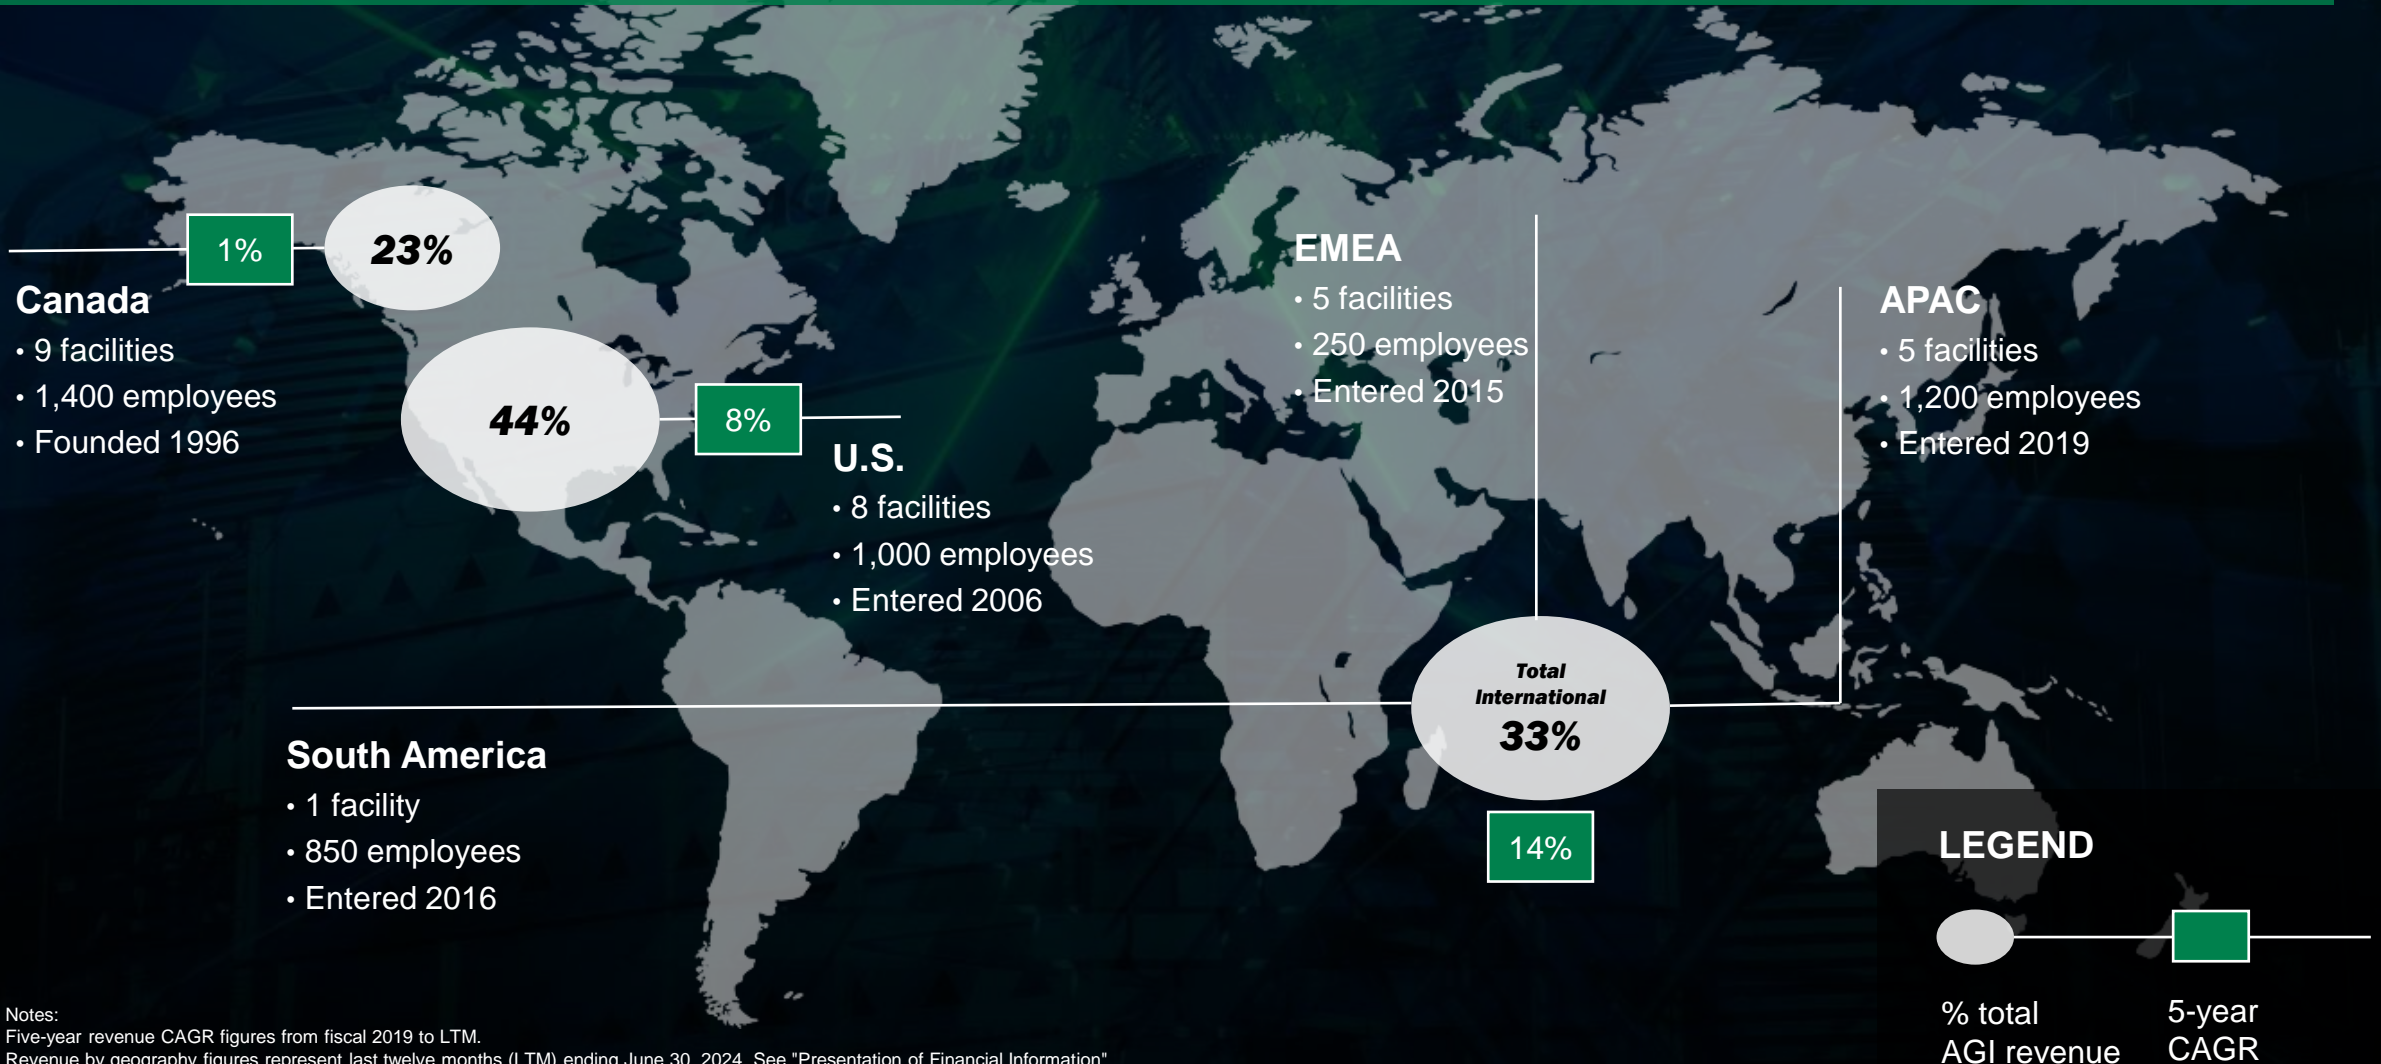 1%
23%
Canada
• 9 facilities
• 1,400 employees
• Founded 1996
44%
8%
U.S.
• 8 facilities
• 1,000 employees
• Entered 2006
EMEA
• 5 facilities
• 250 employees
• Entered 2015
APAC
• 5 facilities
• 1,200 employees
• Entered 2019
Total
International
33%
14%
South America
• 1 facility
• 850 employees
• Entered 2016
LEGEND
% total
AGI revenue
5-year
CAGR
Notes:
Five-year revenue CAGR figures from fiscal 2019 to LTM.
Revenue by geography figures represent last twelve months (LTM) ending June 30, 2024. See "Presentation of Financial Information"